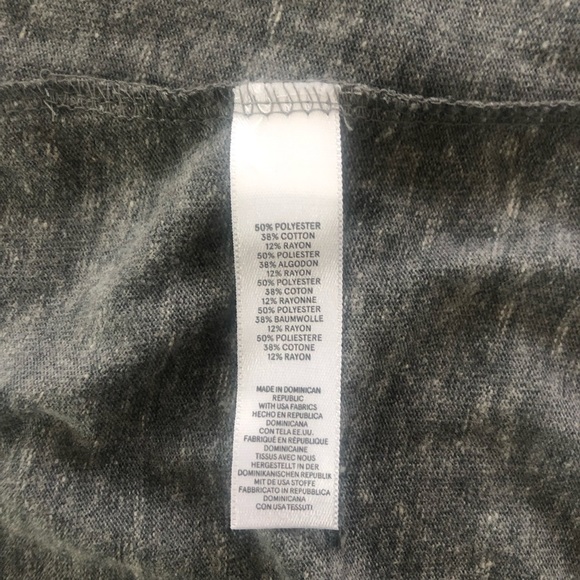 50% POLYESTER
38% COTTON
12% RAYON
50% POLIESTER
38% ALGODON
12% RAYON
50% POLYESTER
38% COTON
12% RAYONNE
50% POLYESTER
38% BAUMWOLLE
12% RAYON
50% POLIESTERE
38% COTONE
12% RAYON
MADE IN DOMINICAN
REPUBLIC
WITH USA FABRICS
HECHO EN REPUBLICA
DOMINICANA
CON TELA EE.UU.
FABRIQUÉ EN RÉPUBLIQUE
DOMINICAINE
TISSUS AVEC NOUS
HERGESTELLT IN DER
DOMINIKANISCHEN REPUBLIK
MIT DE USA STOFFE
FABBRICATO IN REPUBBLICA
DOMINICANA
CON USA TESSUTI